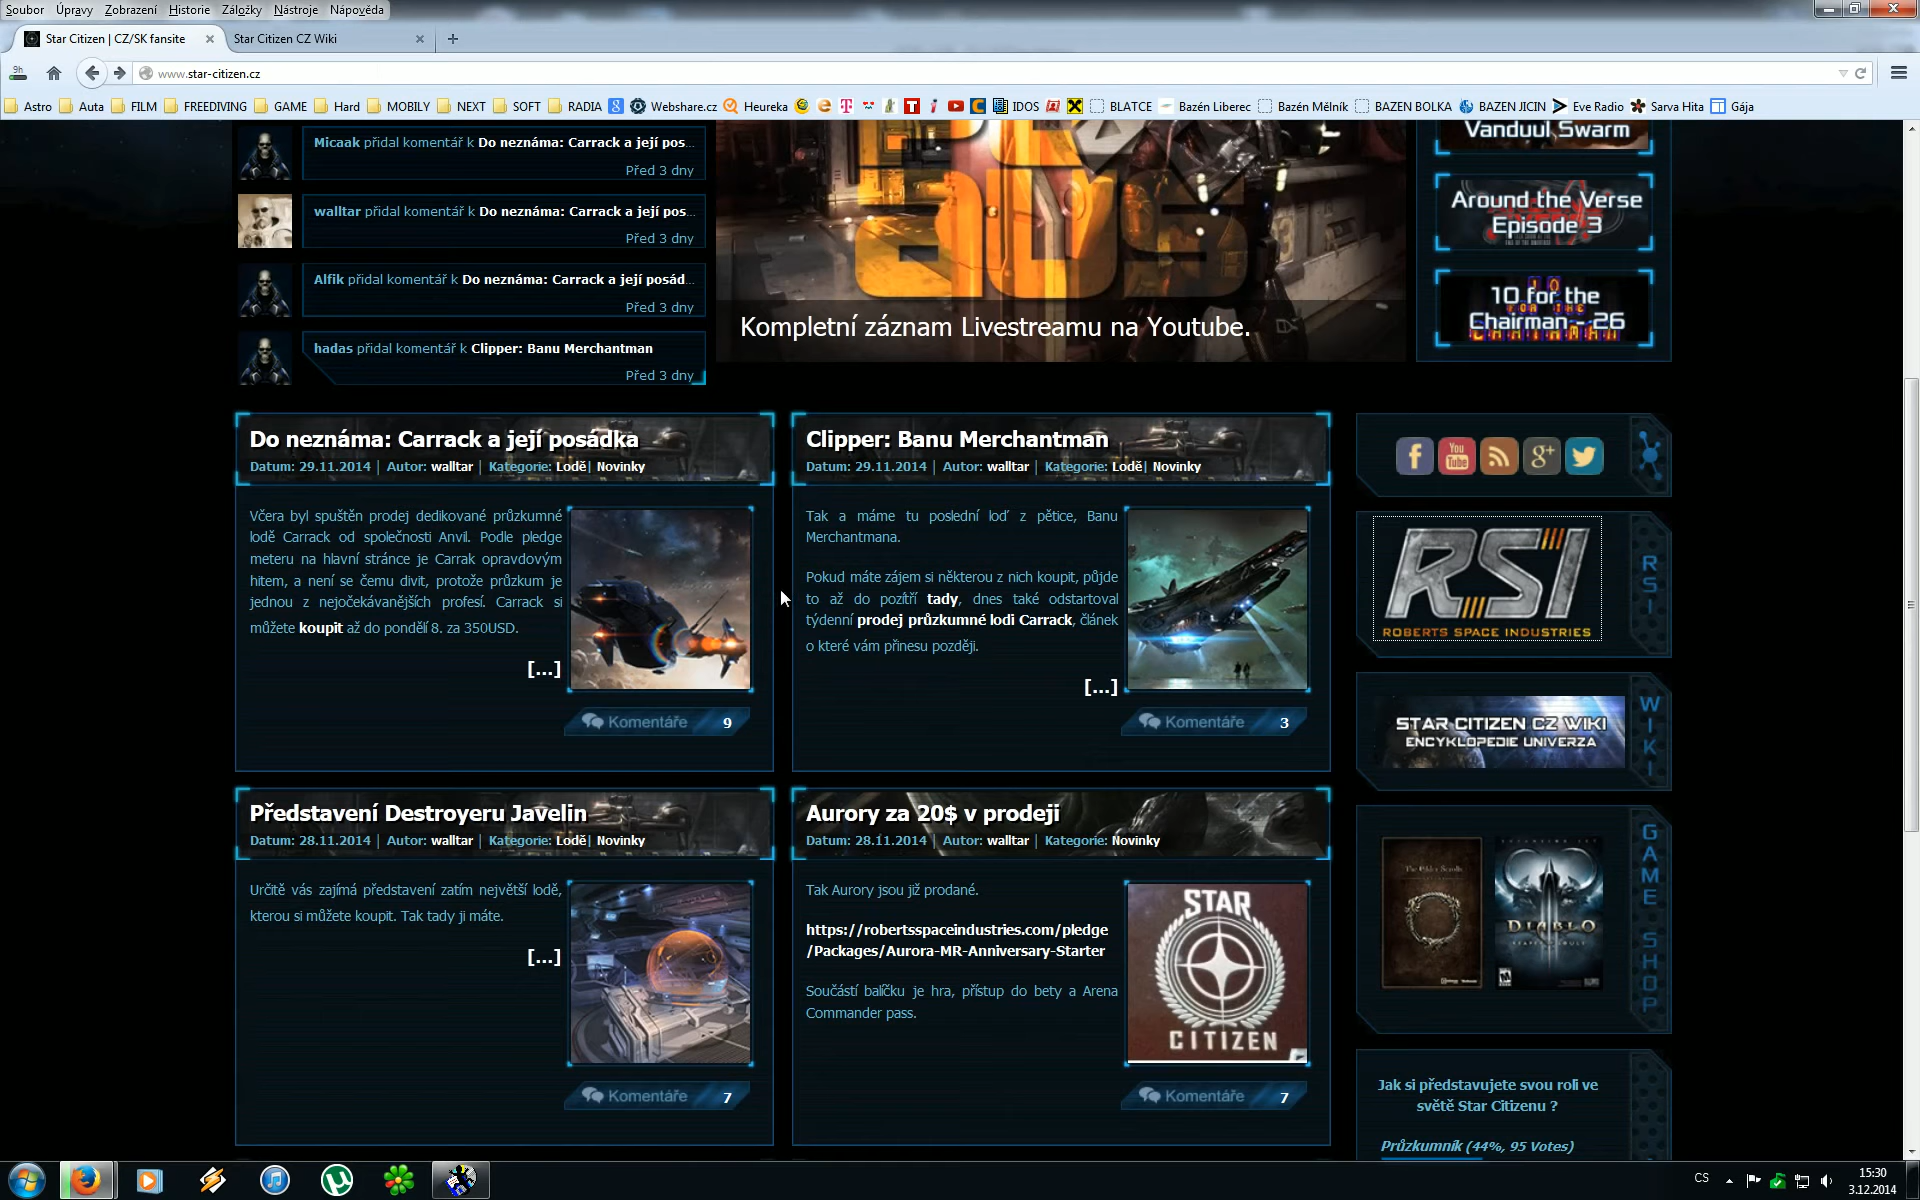 Soubor Úpravy Zobrazení Historie Záložky Nástroje Nápověda
Star Citizen | CZ/SK fansite
Star Citizen CZ Wiki
9h
www.star-citizen.cz
Astro Auta FILM FREEDIVING GAME Hard MOBILY NEXT SOFT RADIA Webshare.cz Heureka IDOS BLATCE Bazén Liberec Bazén Mělník BAZEN BOLKA BAZEN JICIN Eve Radio Sarva Hita Gája
Micaak přidal komentář k Do neznáma: Carrack a její pos...
Před 3 dny
walltar přidal komentář k Do neznáma: Carrack a její pos...
Před 3 dny
Alfik přidal komentář k Do neznáma: Carrack a její posád...
Před 3 dny
hadas přidal komentář k Clipper: Banu Merchantman
Před 3 dny
Kompletní záznam Livestreamu na Youtube.
Vanduul Swarm
Around the Verse
Episode 3
10 for the
Chairman - 26
Do neznáma: Carrack a její posádka
Datum: 29.11.2014 | Autor: walltar | Kategorie: Lodě| Novinky
Včera byl spuštěn prodej dedikované průzkumné
lodě Carrack od společnosti Anvil. Podle pledge
meteru na hlavní stránce je Carrak opravdovým
hitem, a není se čemu divit, protože průzkum je
jednou z nejočekávanějších profesí. Carrack si
můžete koupit až do pondělí 8. za 350USD.
[...]
Komentáře 9
Clipper: Banu Merchantman
Datum: 29.11.2014 | Autor: walltar | Kategorie: Lodě| Novinky
Tak a máme tu poslední loď z pětice, Banu
Merchantmana.
Pokud máte zájem si některou z nich koupit, půjde
to až do pozítří tady, dnes také odstartoval
týdenní prodej průzkumné lodi Carrack, článek
o které vám přinesu později.
[...]
Komentáře 3
Představení Destroyeru Javelin
Datum: 28.11.2014 | Autor: walltar | Kategorie: Lodě| Novinky
Určitě vás zajímá představení zatím největší lodě,
kterou si můžete koupit. Tak tady ji máte.
[...]
Komentáře 7
Aurory za 20$ v prodeji
Datum: 28.11.2014 | Autor: walltar | Kategorie: Novinky
Tak Aurory jsou již prodané.
https://robertsspaceindustries.com/pledge
/Packages/Aurora-MR-Anniversary-Starter
Součástí balíčku je hra, přístup do bety a Arena
Commander pass.
STAR
CITIZEN
Komentáře 7
You
Tube
RSI
ROBERTS SPACE INDUSTRIES
RSI
STAR CITIZEN CZ WIKI
ENCYKLOPEDIE UNIVERZA
WIKI
The Elder Scrolls
DIABLO
GAME SHOP
Jak si představujete svou roli ve
světě Star Citizenu ?
Průzkumník (44%, 95 Votes)
CS
15:30
3.12.2014